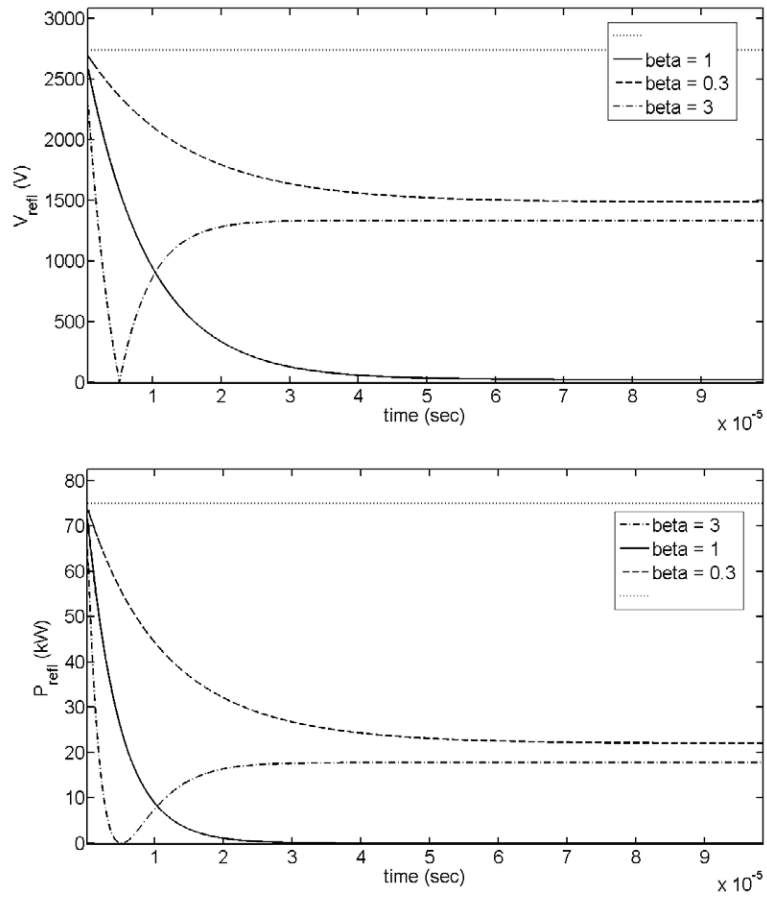 3000
2500
2000
1500
1000
500
0
V_refl (V)
beta = 1
beta = 0.3
beta = 3
1 2 3 4 5 6 7 8 9
time (sec)
x 10^-5
80
70
60
50
40
30
20
10
0
P_refl (kW)
beta = 3
beta = 1
beta = 0.3
1 2 3 4 5 6 7 8 9
time (sec)
x 10^-5